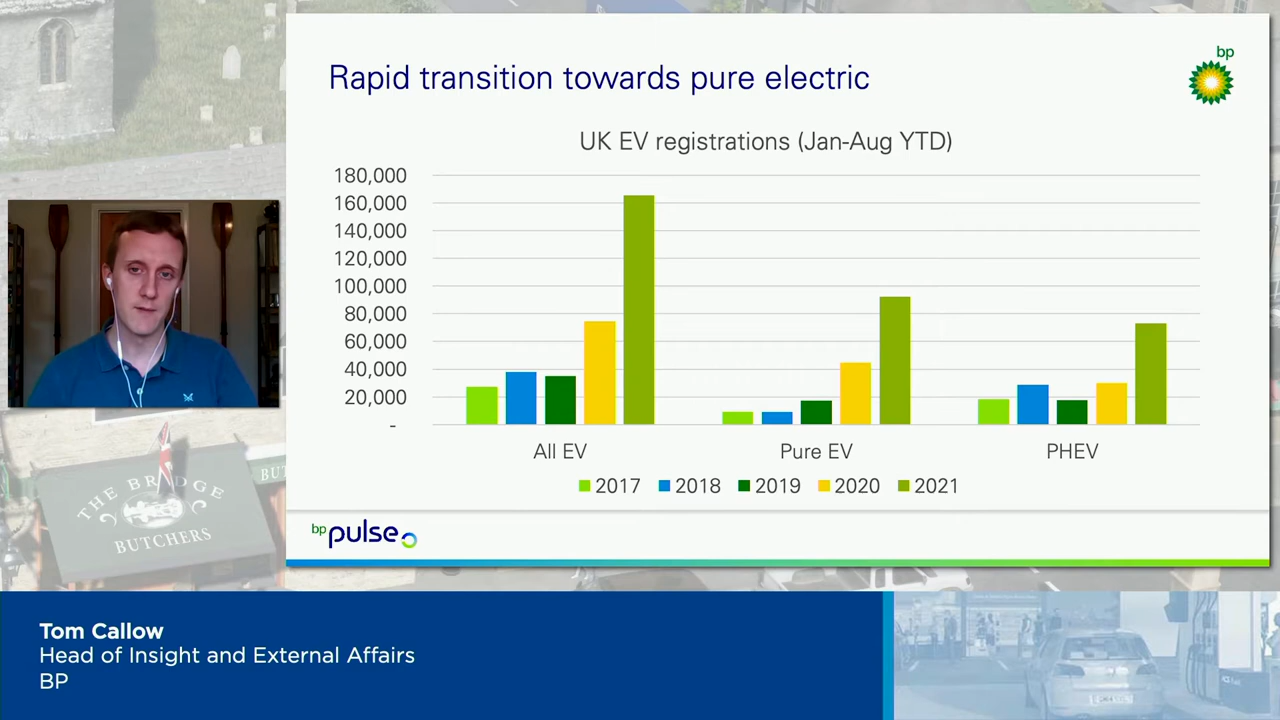 bp
Rapid transition towards pure electric
UK EV registrations (Jan-Aug YTD)
180,000
160,000
140,000
120,000
100,000
80,000
60,000
40,000
20,000
-
All EV
Pure EV
PHEV
2017
2018
2019
2020
2021
bp pulse
THE BRIDGE
BUTCHERS
BU
Tom Callow
Head of Insight and External Affairs
BP